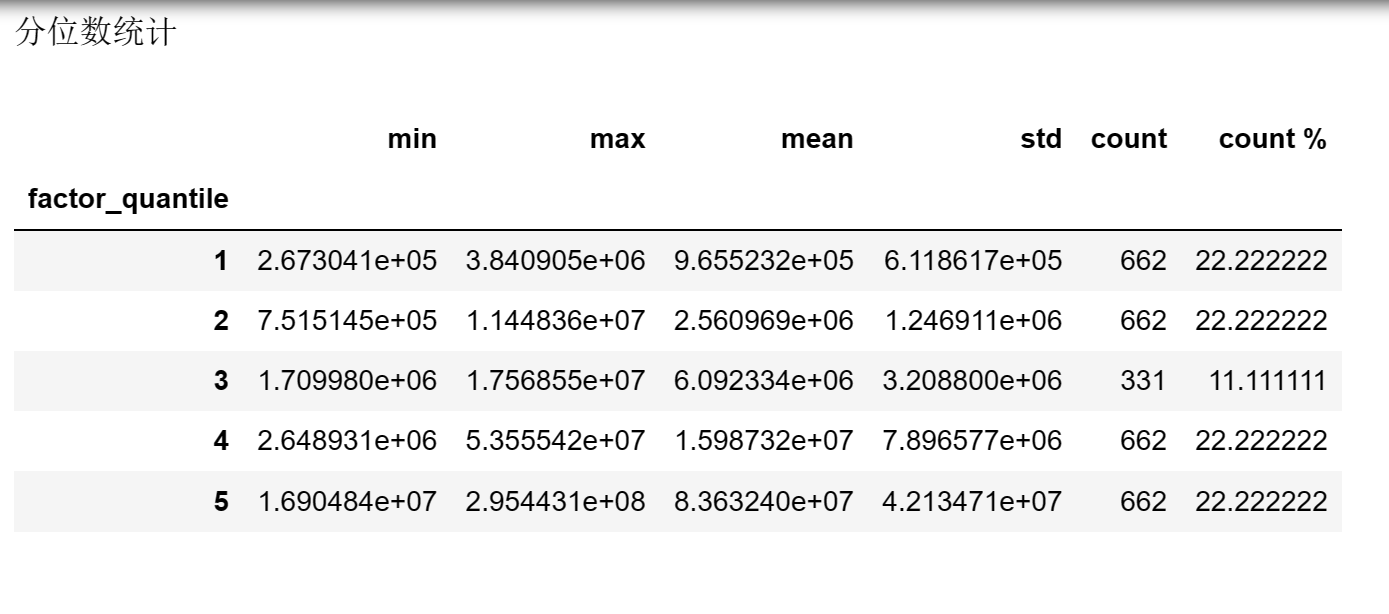 分位数统计
min max mean std count count %
factor_quantile
1 2.673041e+05 3.840905e+06 9.655232e+05 6.118617e+05 662 22.222222
2 7.515145e+05 1.144836e+07 2.560969e+06 1.246911e+06 662 22.222222
3 1.709980e+06 1.756855e+07 6.092334e+06 3.208800e+06 331 11.111111
4 2.648931e+06 5.355542e+07 1.598732e+07 7.896577e+06 662 22.222222
5 1.690484e+07 2.954431e+08 8.363240e+07 4.213471e+07 662 22.222222